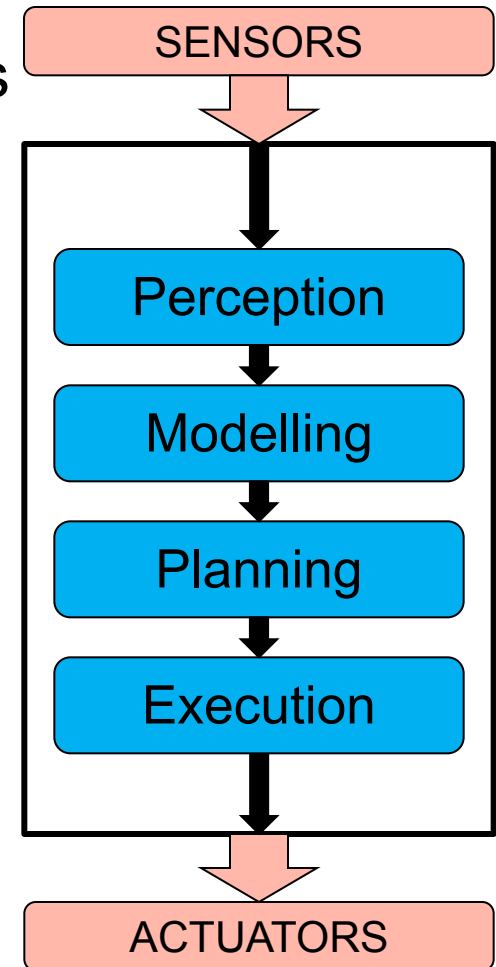 SENSORS
s
Perception
Modelling
Planning
Execution
ACTUATORS